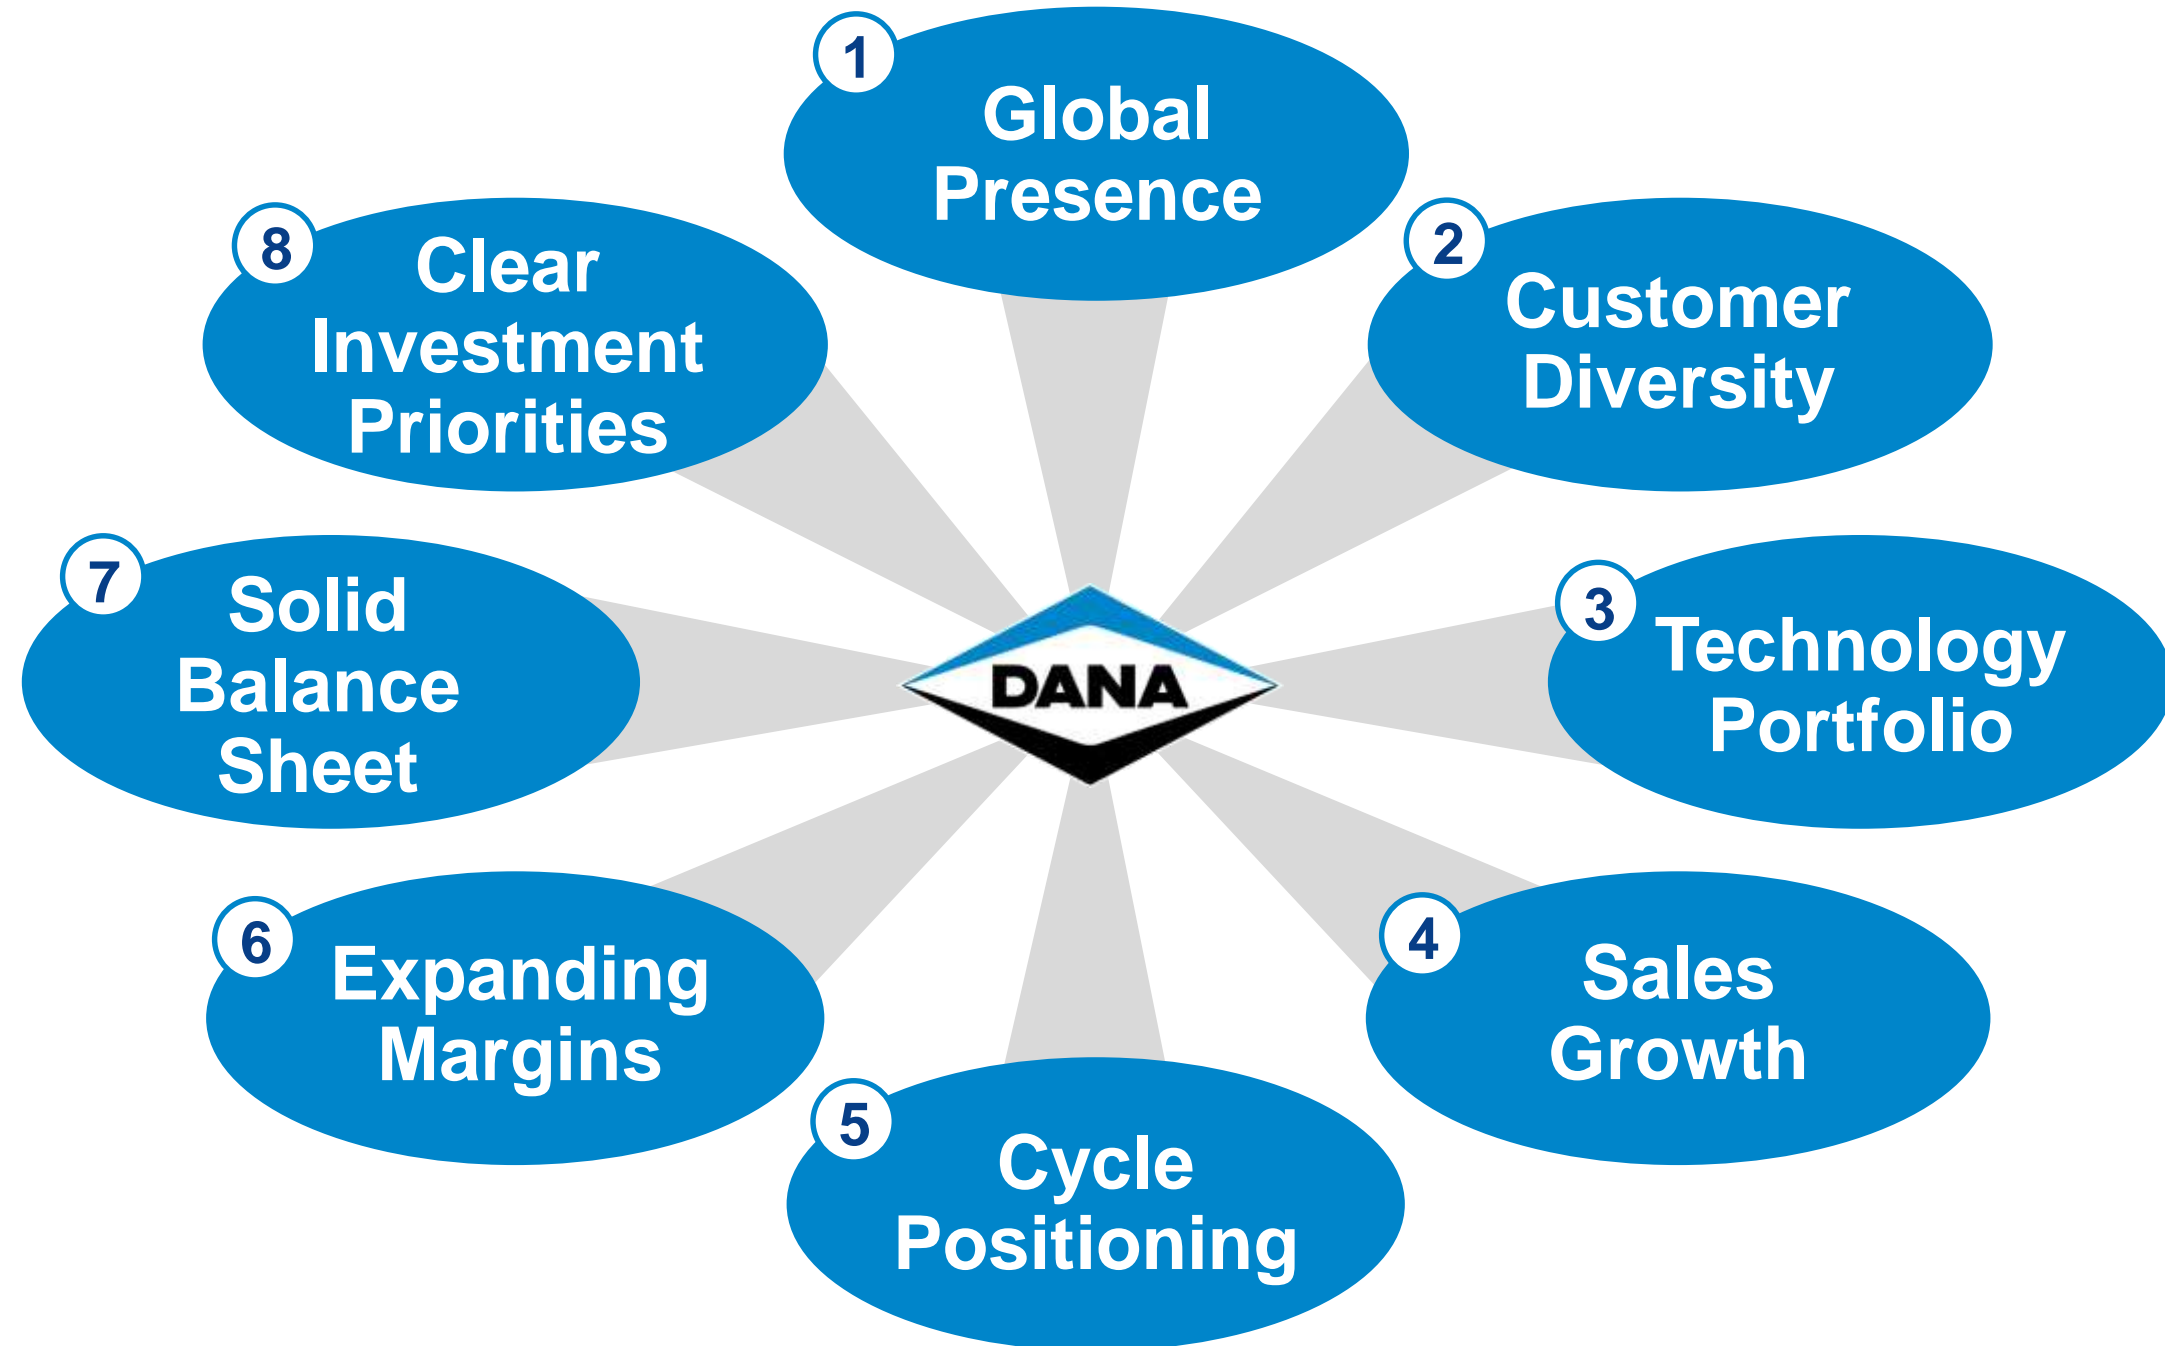 1
Global
Presence
2
Customer
Diversity
3
Technology
Portfolio
4
Sales
Growth
5
Cycle
Positioning
6
Expanding
Margins
7
Solid
Balance
Sheet
8
Clear
Investment
Priorities
DANA